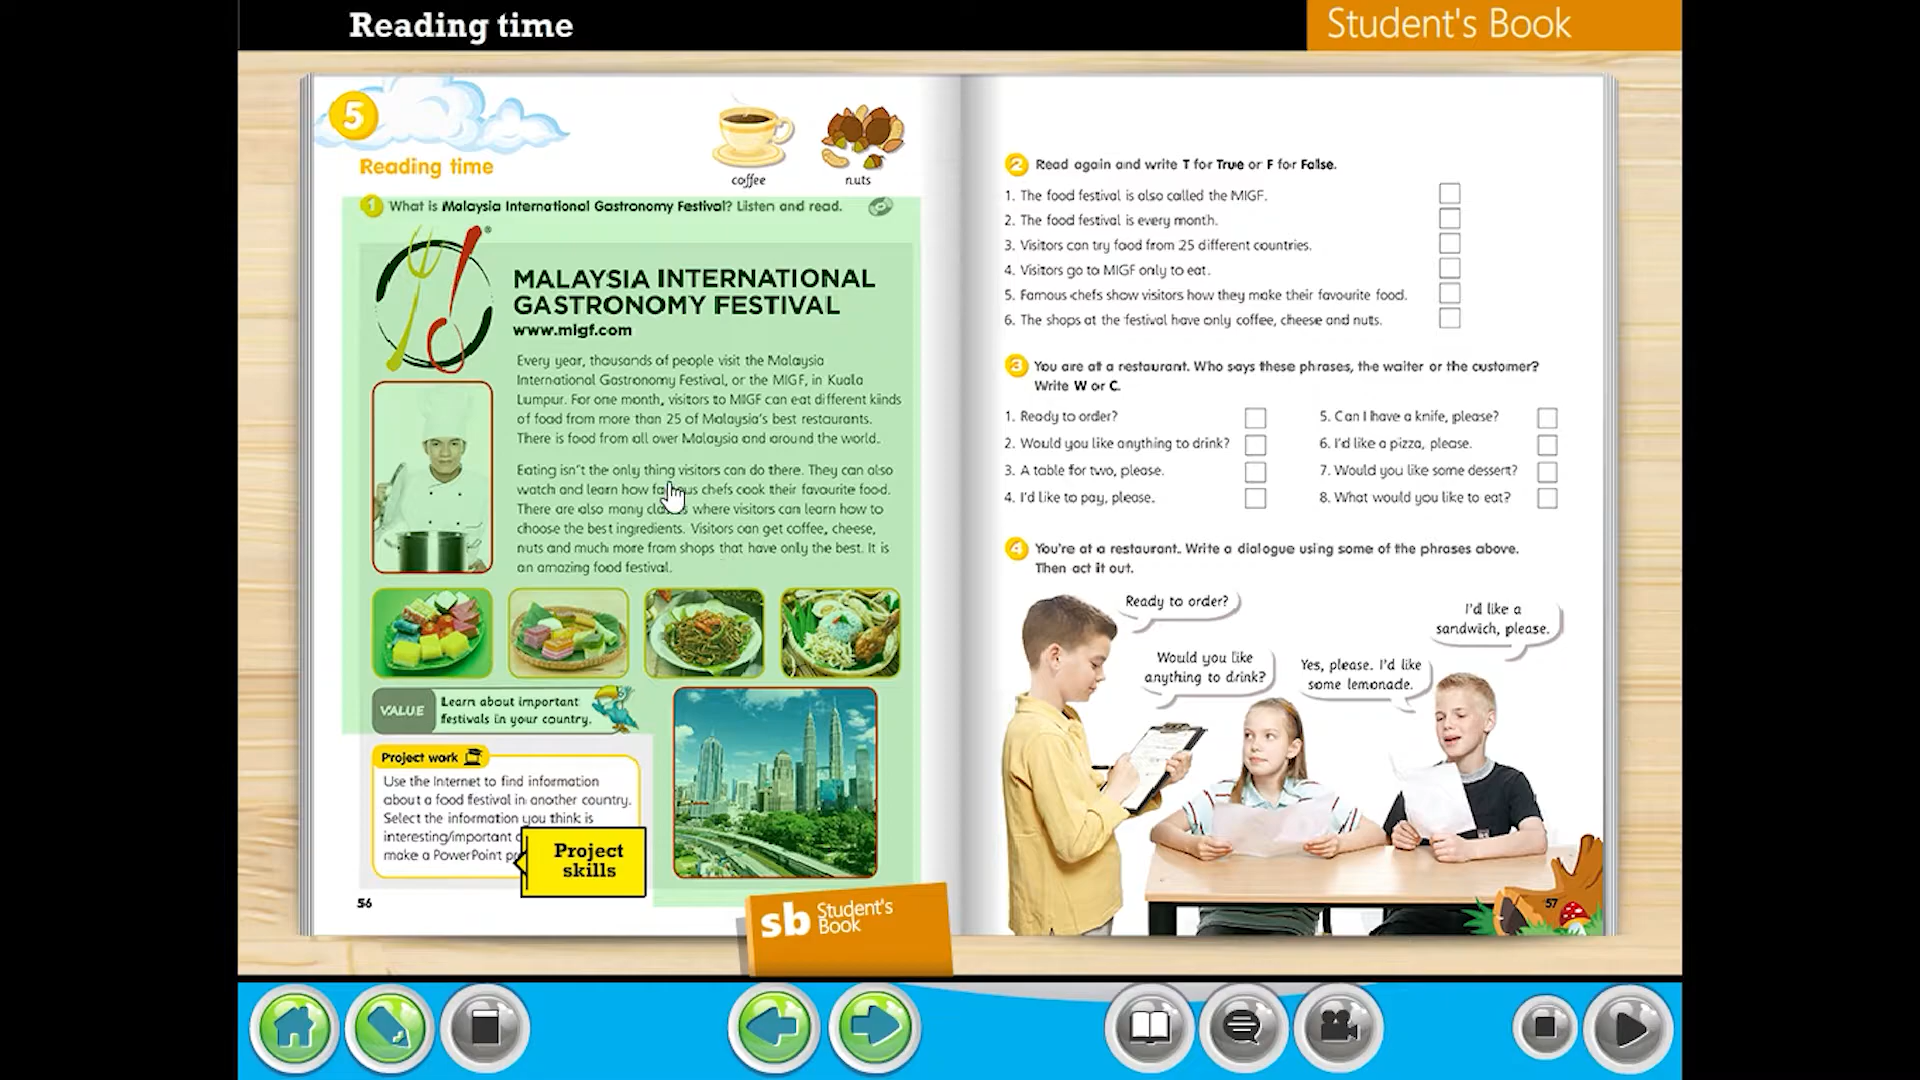 Reading time
Student's Book
5
Reading time
coffee
nuts
1 What is Malaysia International Gastronomy Festival? Listen and read.
®
MALAYSIA INTERNATIONAL
GASTRONOMY FESTIVAL
www.migf.com
Every year, thousands of people visit the Malaysia
International Gastronomy Festival, or the MIGF, in Kuala
Lumpur. For one month, visitors to MIGF can eat different kinds
of food from more than 25 of Malaysia's best restaurants.
There is food from all over Malaysia and around the world.
Eating isn't the only thing visitors can do there. They can also
watch and learn how famous chefs cook their favourite food.
There are also many classes where visitors can learn how to
choose the best ingredients. Visitors can get coffee, cheese,
nuts and much more from shops that have only the best. It is
an amazing food festival.
VALUE
Learn about important
festivals in your country.
Project work
Use the Internet to find information
about a food festival in another country.
Select the information you think is
interesting/important
make a PowerPoint
Project
skills
56
2 Read again and write T for True or F for False.
1. The food festival is also called the MIGF.
2. The food festival is every month.
3. Visitors can try food from 25 different countries.
4. Visitors go to MIGF only to eat.
5. Famous chefs show visitors how they make their favourite food.
6. The shops at the festival have only coffee, cheese and nuts.
3 You are at a restaurant. Who says these phrases, the waiter or the customer?
Write W or C.
1. Ready to order?
2. Would you like anything to drink?
3. A table for two, please.
4. I'd like to pay, please.
5. Can I have a knife, please?
6. I'd like a pizza, please.
7. Would you like some dessert?
8. What would you like to eat?
4 You're at a restaurant. Write a dialogue using some of the phrases above.
Then act it out.
Ready to order?
Would you like
anything to drink?
Yes, please. I'd like
some lemonade.
I'd like a
sandwich, please.
57
sb Student's
Book